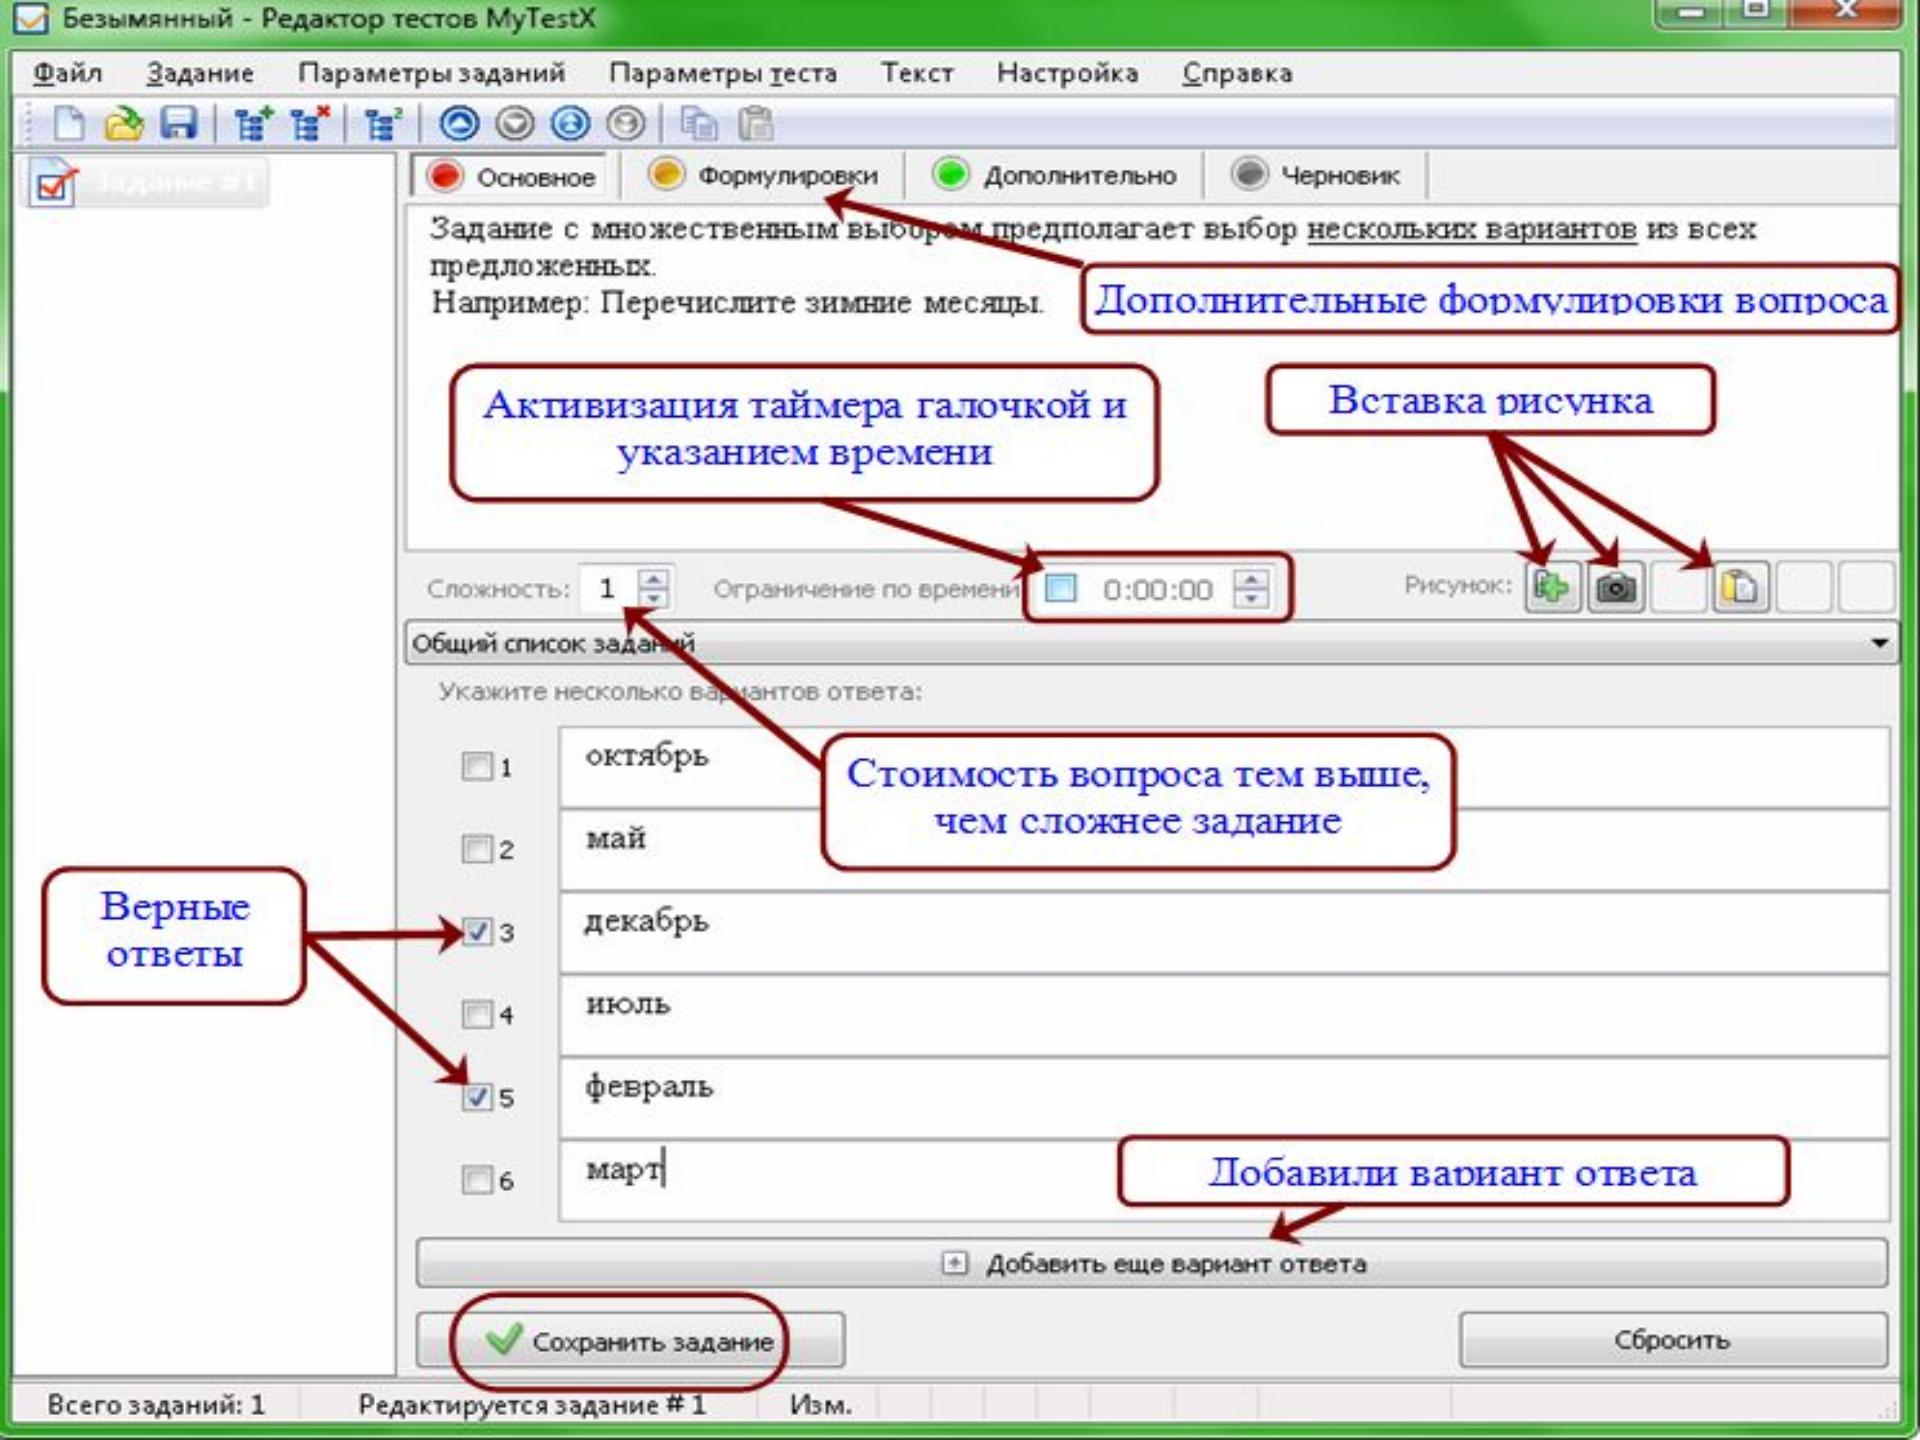 Безымянный - Редактор тестов MyTestX
Файл Задание Параметры заданий Параметры теста Текст Настройка Справка
Задание #1
Основное Формулировки Дополнительно Черновик
Задание с множественным выбором предполагает выбор нескольких вариантов из всех
предложенных.
Например: Перечислите зимние месяцы.
Дополнительные формулировки вопроса
Активизация таймера галочкой и
указанием времени
Вставка рисунка
Сложность: 1 Ограничение по времени 0:00:00 Рисунок:
Общий список заданий
Укажите несколько вариантов ответа:
1 октябрь
Стоимость вопроса тем выше,
чем сложнее задание
2 май
Верные
ответы
3 декабрь
4 июль
5 февраль
6 март
Добавили вариант ответа
Добавить еще вариант ответа
Сохранить задание
Сбросить
Всего заданий: 1 Редактируется задание # 1 Изм.